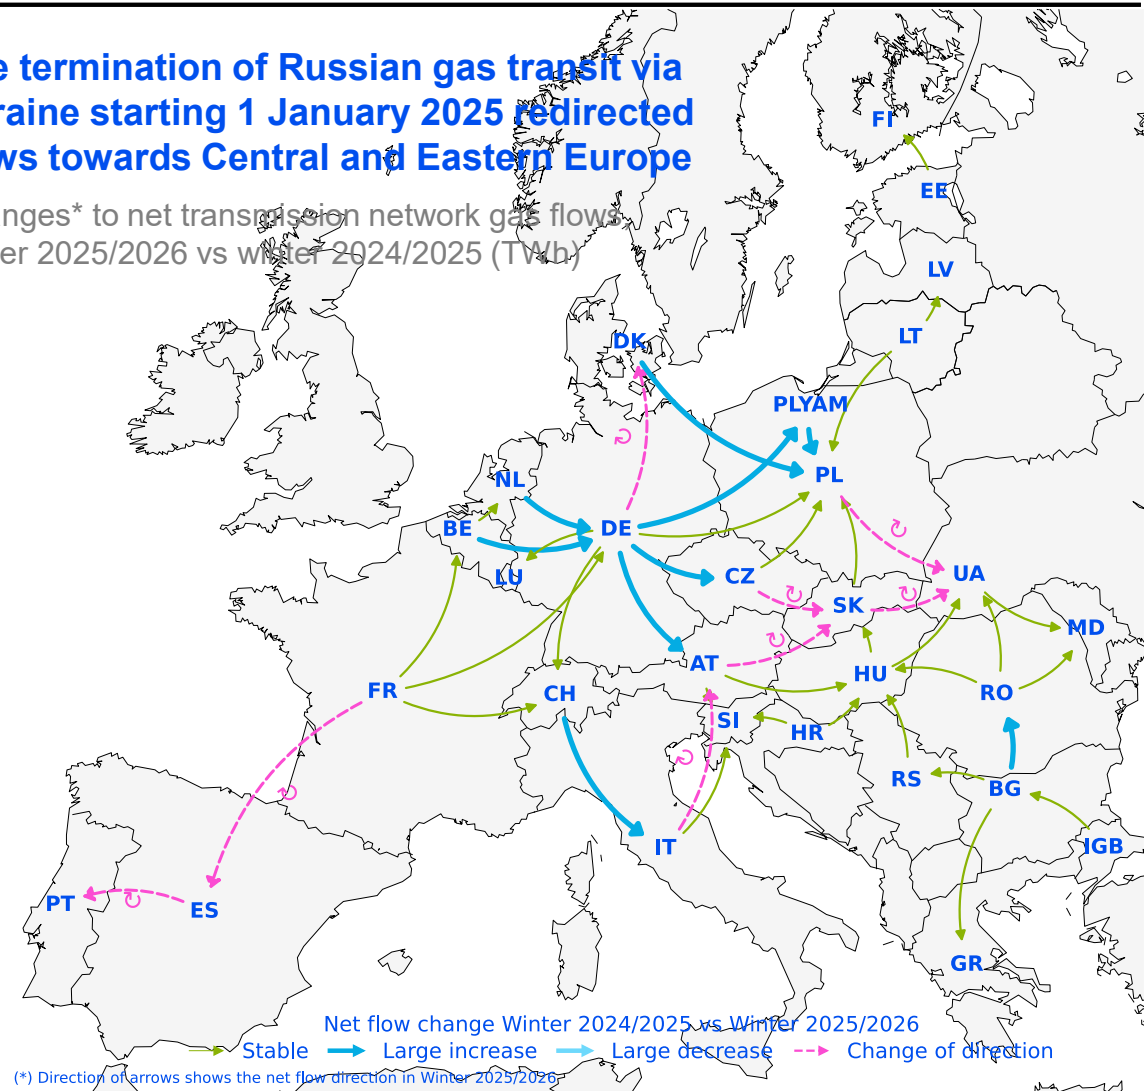 e termination of Russian gas transit via
raine starting 1 January 2025 redirected
ws towards Central and Eastern Europe
nges* to net transmission network gas flows,
er 2025/2026 vs winter 2024/2025 (TWh)
FI
EE
LV
LT
DK
PLYAM
PL
NL
BE
DE
LU
CZ
SK
UA
MD
AT
HU
FR
CH
RO
SI
HR
RS
BG
IT
IGB
PT
ES
GR
Net flow change Winter 2024/2025 vs Winter 2025/2026
Stable Large increase Large decrease Change of direction
(*) Direction of arrows shows the net flow direction in Winter 2025/2026